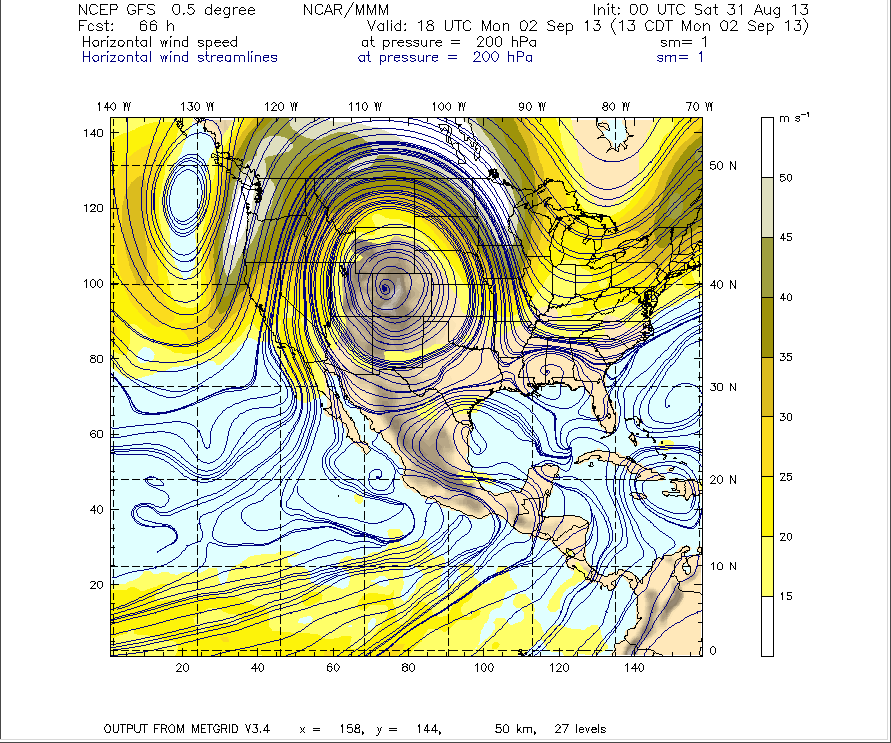 NCEP GFS 0.5 degree NCAR/MMM Init: 00 UTC Sat 31 Aug 13
Fcst: 66 h Valid: 18 UTC Mon 02 Sep 13 (13 CDT Mon 02 Sep 13)
Horizontal wind speed at pressure = 200 hPa sm= 1
Horizontal wind streamlines at pressure = 200 hPa sm= 1
140 W 130 W 120 W 110 W 100 W 90 W 80 W 70 W
m s⁻¹
140
50 N
50
120
45
40
100
40 N
35
80
30 N
30
60
25
20 N
40
20
10 N
20
15
0
20 40 60 80 100 120 140
OUTPUT FROM METGRID V3.4 x = 158, y = 144, 50 km, 27 levels